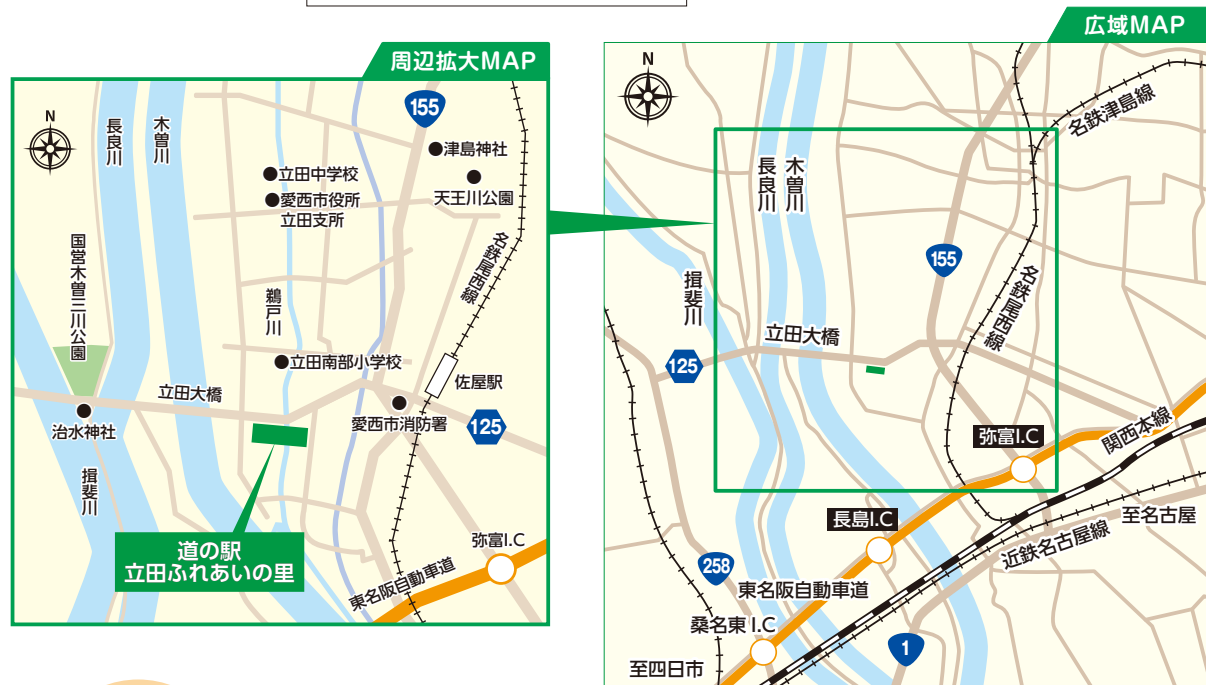 周辺拡大MAP
N
長良川
木曽川
155
津島神社
天王川公園
立田中学校
愛西市役所
立田支所
名鉄尾西線
国営木曽三川公園
鵜戸川
立田南部小学校
佐屋駅
立田大橋
愛西市消防署
125
治水神社
揖斐川
道の駅
立田ふれあいの里
弥富I.C
東名阪自動車道
広域MAP
N
名鉄津島線
長良川
木曽川
155
揖斐川
名鉄尾西線
立田大橋
125
弥富I.C
関西本線
長島I.C
至名古屋
近鉄名古屋線
258
東名阪自動車道
桑名東 I.C
1
至四日市